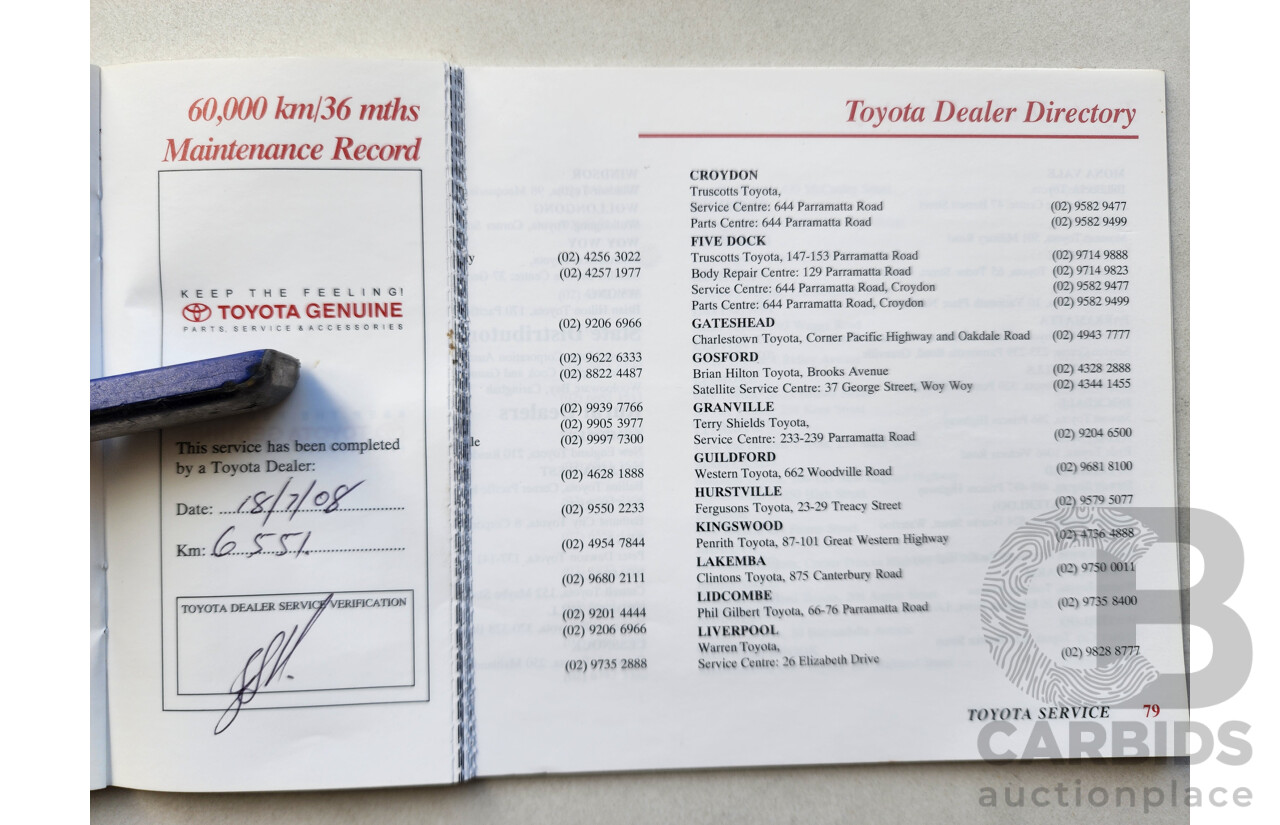 60,000 km/36 mths
Maintenance Record
KEEP THE FEELING!
TOYOTA GENUINE
PARTS, SERVICE & ACCESSORIES
This service has been completed
by a Toyota Dealer:
Date: 18/7/08
Km: 6551.
TOYOTA DEALER SERVICE VERIFICATION
y (02) 4256 3022
(02) 4257 1977
(02) 9206 6966
(02) 9622 6333
(02) 8822 4487
(02) 9939 7766
(02) 9905 3977
le (02) 9997 7300
(02) 4628 1888
(02) 9550 2233
(02) 4954 7844
(02) 9680 2111
(02) 9201 4444
(02) 9206 6966
(02) 9735 2888
Toyota Dealer Directory
CROYDON
Truscotts Toyota,
Service Centre: 644 Parramatta Road (02) 9582 9477
Parts Centre: 644 Parramatta Road (02) 9582 9499
FIVE DOCK
Truscotts Toyota, 147-153 Parramatta Road (02) 9714 9888
Body Repair Centre: 129 Parramatta Road (02) 9714 9823
Service Centre: 644 Parramatta Road, Croydon (02) 9582 9477
Parts Centre: 644 Parramatta Road, Croydon (02) 9582 9499
GATESHEAD
Charlestown Toyota, Corner Pacific Highway and Oakdale Road (02) 4943 7777
GOSFORD
Brian Hilton Toyota, Brooks Avenue (02) 4328 2888
Satellite Service Centre: 37 George Street, Woy Woy (02) 4344 1455
GRANVILLE
Terry Shields Toyota,
Service Centre: 233-239 Parramatta Road (02) 9204 6500
GUILDFORD
Western Toyota, 662 Woodville Road (02) 9681 8100
HURSTVILLE
Fergusons Toyota, 23-29 Treacy Street (02) 9579 5077
KINGSWOOD
Penrith Toyota, 87-101 Great Western Highway (02) 4736 4888
LAKEMBA
Clintons Toyota, 875 Canterbury Road (02) 9750 0011
LIDCOMBE
Phil Gilbert Toyota, 66-76 Parramatta Road (02) 9735 8400
LIVERPOOL
Warren Toyota,
Service Centre: 26 Elizabeth Drive (02) 9828 8777
TOYOTA SERVICE 79
CB
CARBIDS
auctionplace